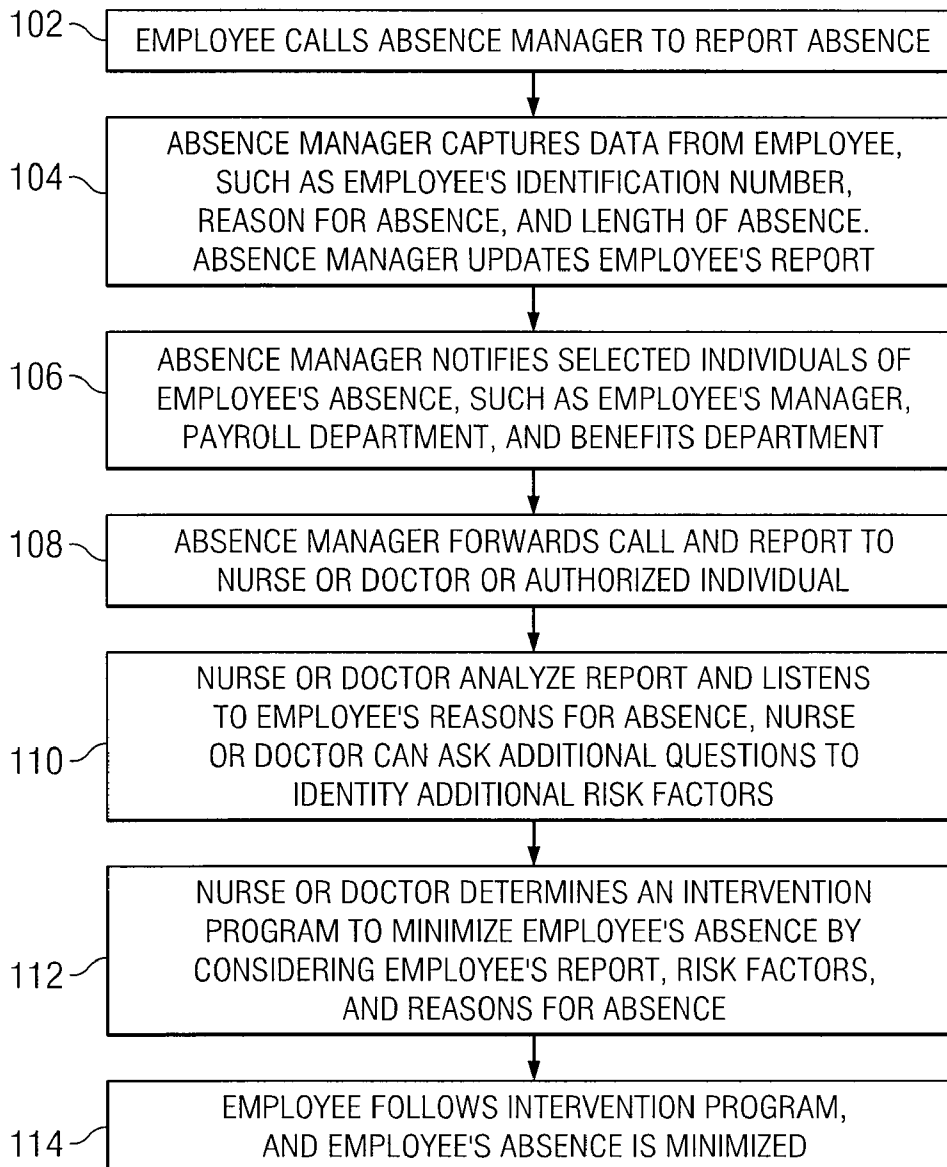 102
EMPLOYEE CALLS ABSENCE MANAGER TO REPORT ABSENCE
104
ABSENCE MANAGER CAPTURES DATA FROM EMPLOYEE,
SUCH AS EMPLOYEE'S IDENTIFICATION NUMBER,
REASON FOR ABSENCE, AND LENGTH OF ABSENCE.
ABSENCE MANAGER UPDATES EMPLOYEE'S REPORT
106
ABSENCE MANAGER NOTIFIES SELECTED INDIVIDUALS OF
EMPLOYEE'S ABSENCE, SUCH AS EMPLOYEE'S MANAGER,
PAYROLL DEPARTMENT, AND BENEFITS DEPARTMENT
108
ABSENCE MANAGER FORWARDS CALL AND REPORT TO
NURSE OR DOCTOR OR AUTHORIZED INDIVIDUAL
110
NURSE OR DOCTOR ANALYZE REPORT AND LISTENS
TO EMPLOYEE'S REASONS FOR ABSENCE, NURSE
OR DOCTOR CAN ASK ADDITIONAL QUESTIONS TO
IDENTITY ADDITIONAL RISK FACTORS
112
NURSE OR DOCTOR DETERMINES AN INTERVENTION
PROGRAM TO MINIMIZE EMPLOYEE'S ABSENCE BY
CONSIDERING EMPLOYEE'S REPORT, RISK FACTORS,
AND REASONS FOR ABSENCE
114
EMPLOYEE FOLLOWS INTERVENTION PROGRAM,
AND EMPLOYEE'S ABSENCE IS MINIMIZED